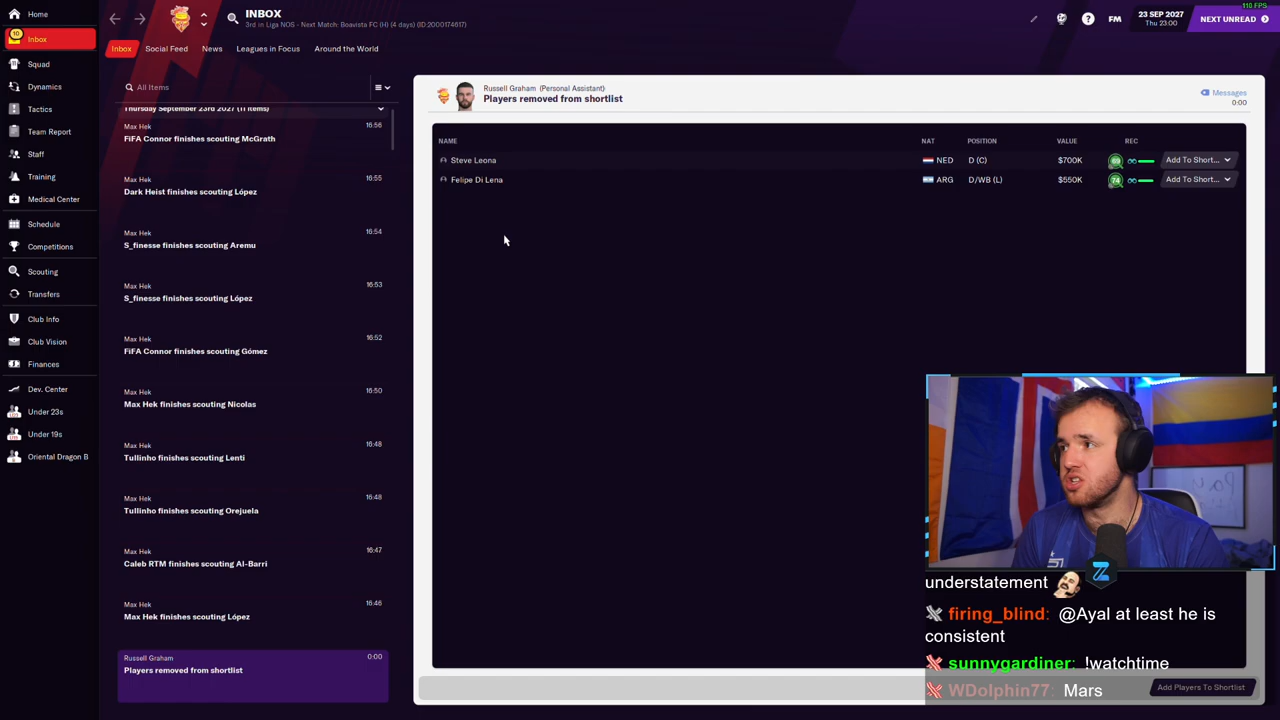 110 FPS
INBOX
3rd in Liga NOS - Next Match: Boavista FC (H) (4 days) (ID:2000174617)
FM
23 SEP 2027
Thu 23:00
NEXT UNREAD
Home
10
Inbox
Squad
Dynamics
Tactics
Team Report
Staff
Training
Medical Center
Schedule
Competitions
Scouting
Transfers
Club Info
Club Vision
Finances
Dev. Center
Under 23s
Under 19s
Oriental Dragon B
Inbox Social Feed News Leagues in Focus Around the World
All Items
Thursday September 23rd 2027 (11 items)
Max Hek 16:56
FiFA Connor finishes scouting McGrath
Max Hek 16:55
Dark Heist finishes scouting López
Max Hek 16:54
S_finesse finishes scouting Aremu
Max Hek 16:53
S_finesse finishes scouting López
Max Hek 16:52
FiFA Connor finishes scouting Gómez
Max Hek 16:50
Max Hek finishes scouting Nicolas
Max Hek 16:48
Tullinho finishes scouting Lenti
Max Hek 16:48
Tullinho finishes scouting Orejuela
Max Hek 16:47
Caleb RTM finishes scouting Al-Barri
Max Hek 16:46
Max Hek finishes scouting López
Russell Graham 0:00
Players removed from shortlist
Russell Graham (Personal Assistant)
Players removed from shortlist
Messages
0:00
NAME NAT POSITION VALUE REC
Steve Leona NED D (C) $700K 69 Add To Short...
Felipe Di Lena ARG D/WB (L) $550K 74 Add To Short...
understatement
firing_blind: @Ayal at least he is
consistent
sunnygardiner: !watchtime
WDolphin77: Mars
Add Players To Shortlist